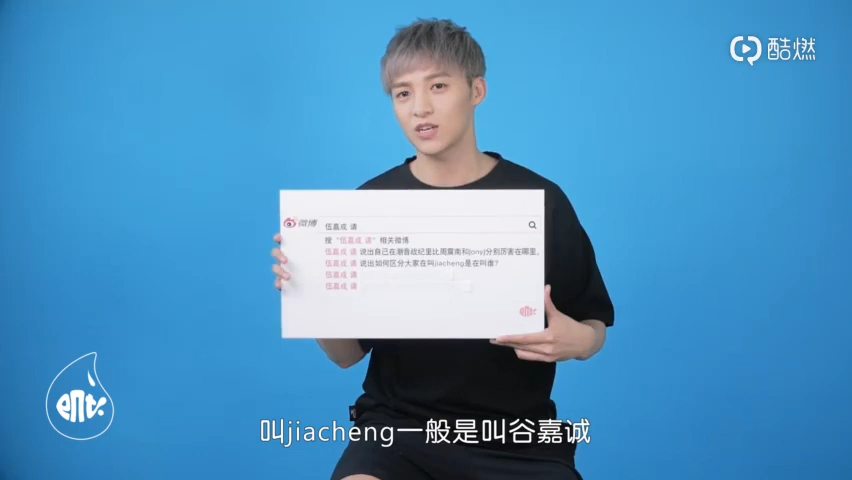 酷燃
微博
伍嘉成 请
搜 "伍嘉成 请" 相关微博
伍嘉成 请 说出自己在潮音战纪里比周震南和Jony J分别厉害在哪里。
伍嘉成 请 说出如何区分大家在叫jiacheng是在叫谁?
伍嘉成 请
伍嘉成 请
ent.
ent.
叫jiacheng一般是叫谷嘉诚